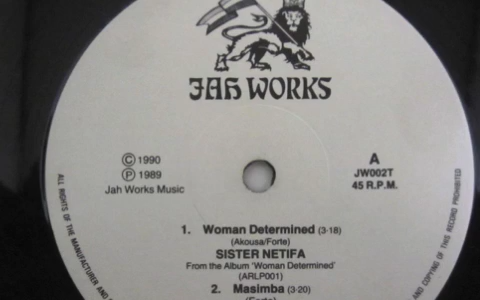 JAH WORKS
© 1990
Ⓟ 1989
Jah Works Music
A
JW002T
45 R.P.M.
1. Woman Determined (3·18)
(Akousa/Forte)
SISTER NETIFA
From the Album 'Woman Determined'
(ARLP001)
2. Masimba (3·20)
ALL RIGHTS OF THE MANUFACTURER AND
AND COPYING OF THIS RECORD PROHIBITED